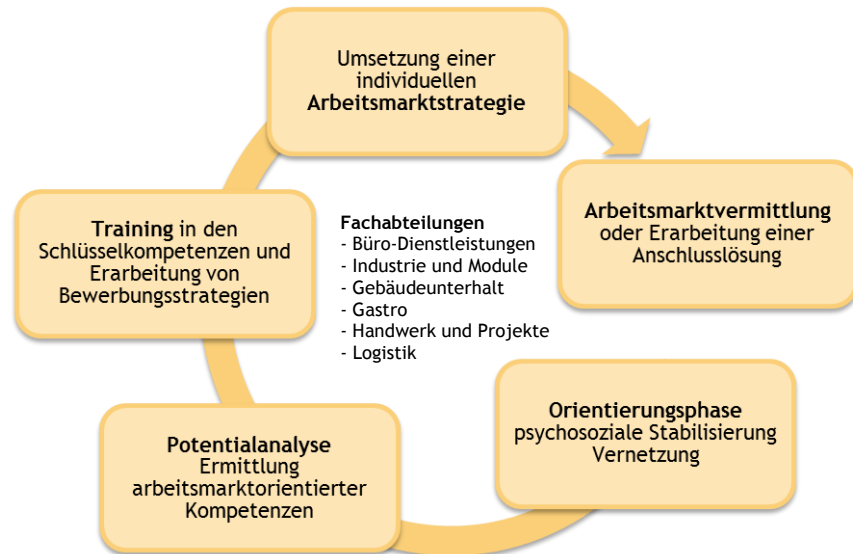 Umsetzung einer
individuellen
Arbeitsmarktstrategie
Arbeitsmarktvermittlung
oder Erarbeitung einer
Anschlusslösung
Training in den
Schlüsselkompetenzen und
Erarbeitung von
Bewerbungsstrategien
Fachabteilungen
- Büro-Dienstleistungen
- Industrie und Module
- Gebäudeunterhalt
- Gastro
- Handwerk und Projekte
- Logistik
Orientierungsphase
psychosoziale Stabilisierung
Vernetzung
Potentialanalyse
Ermittlung
arbeitsmarktorientierter
Kompetenzen